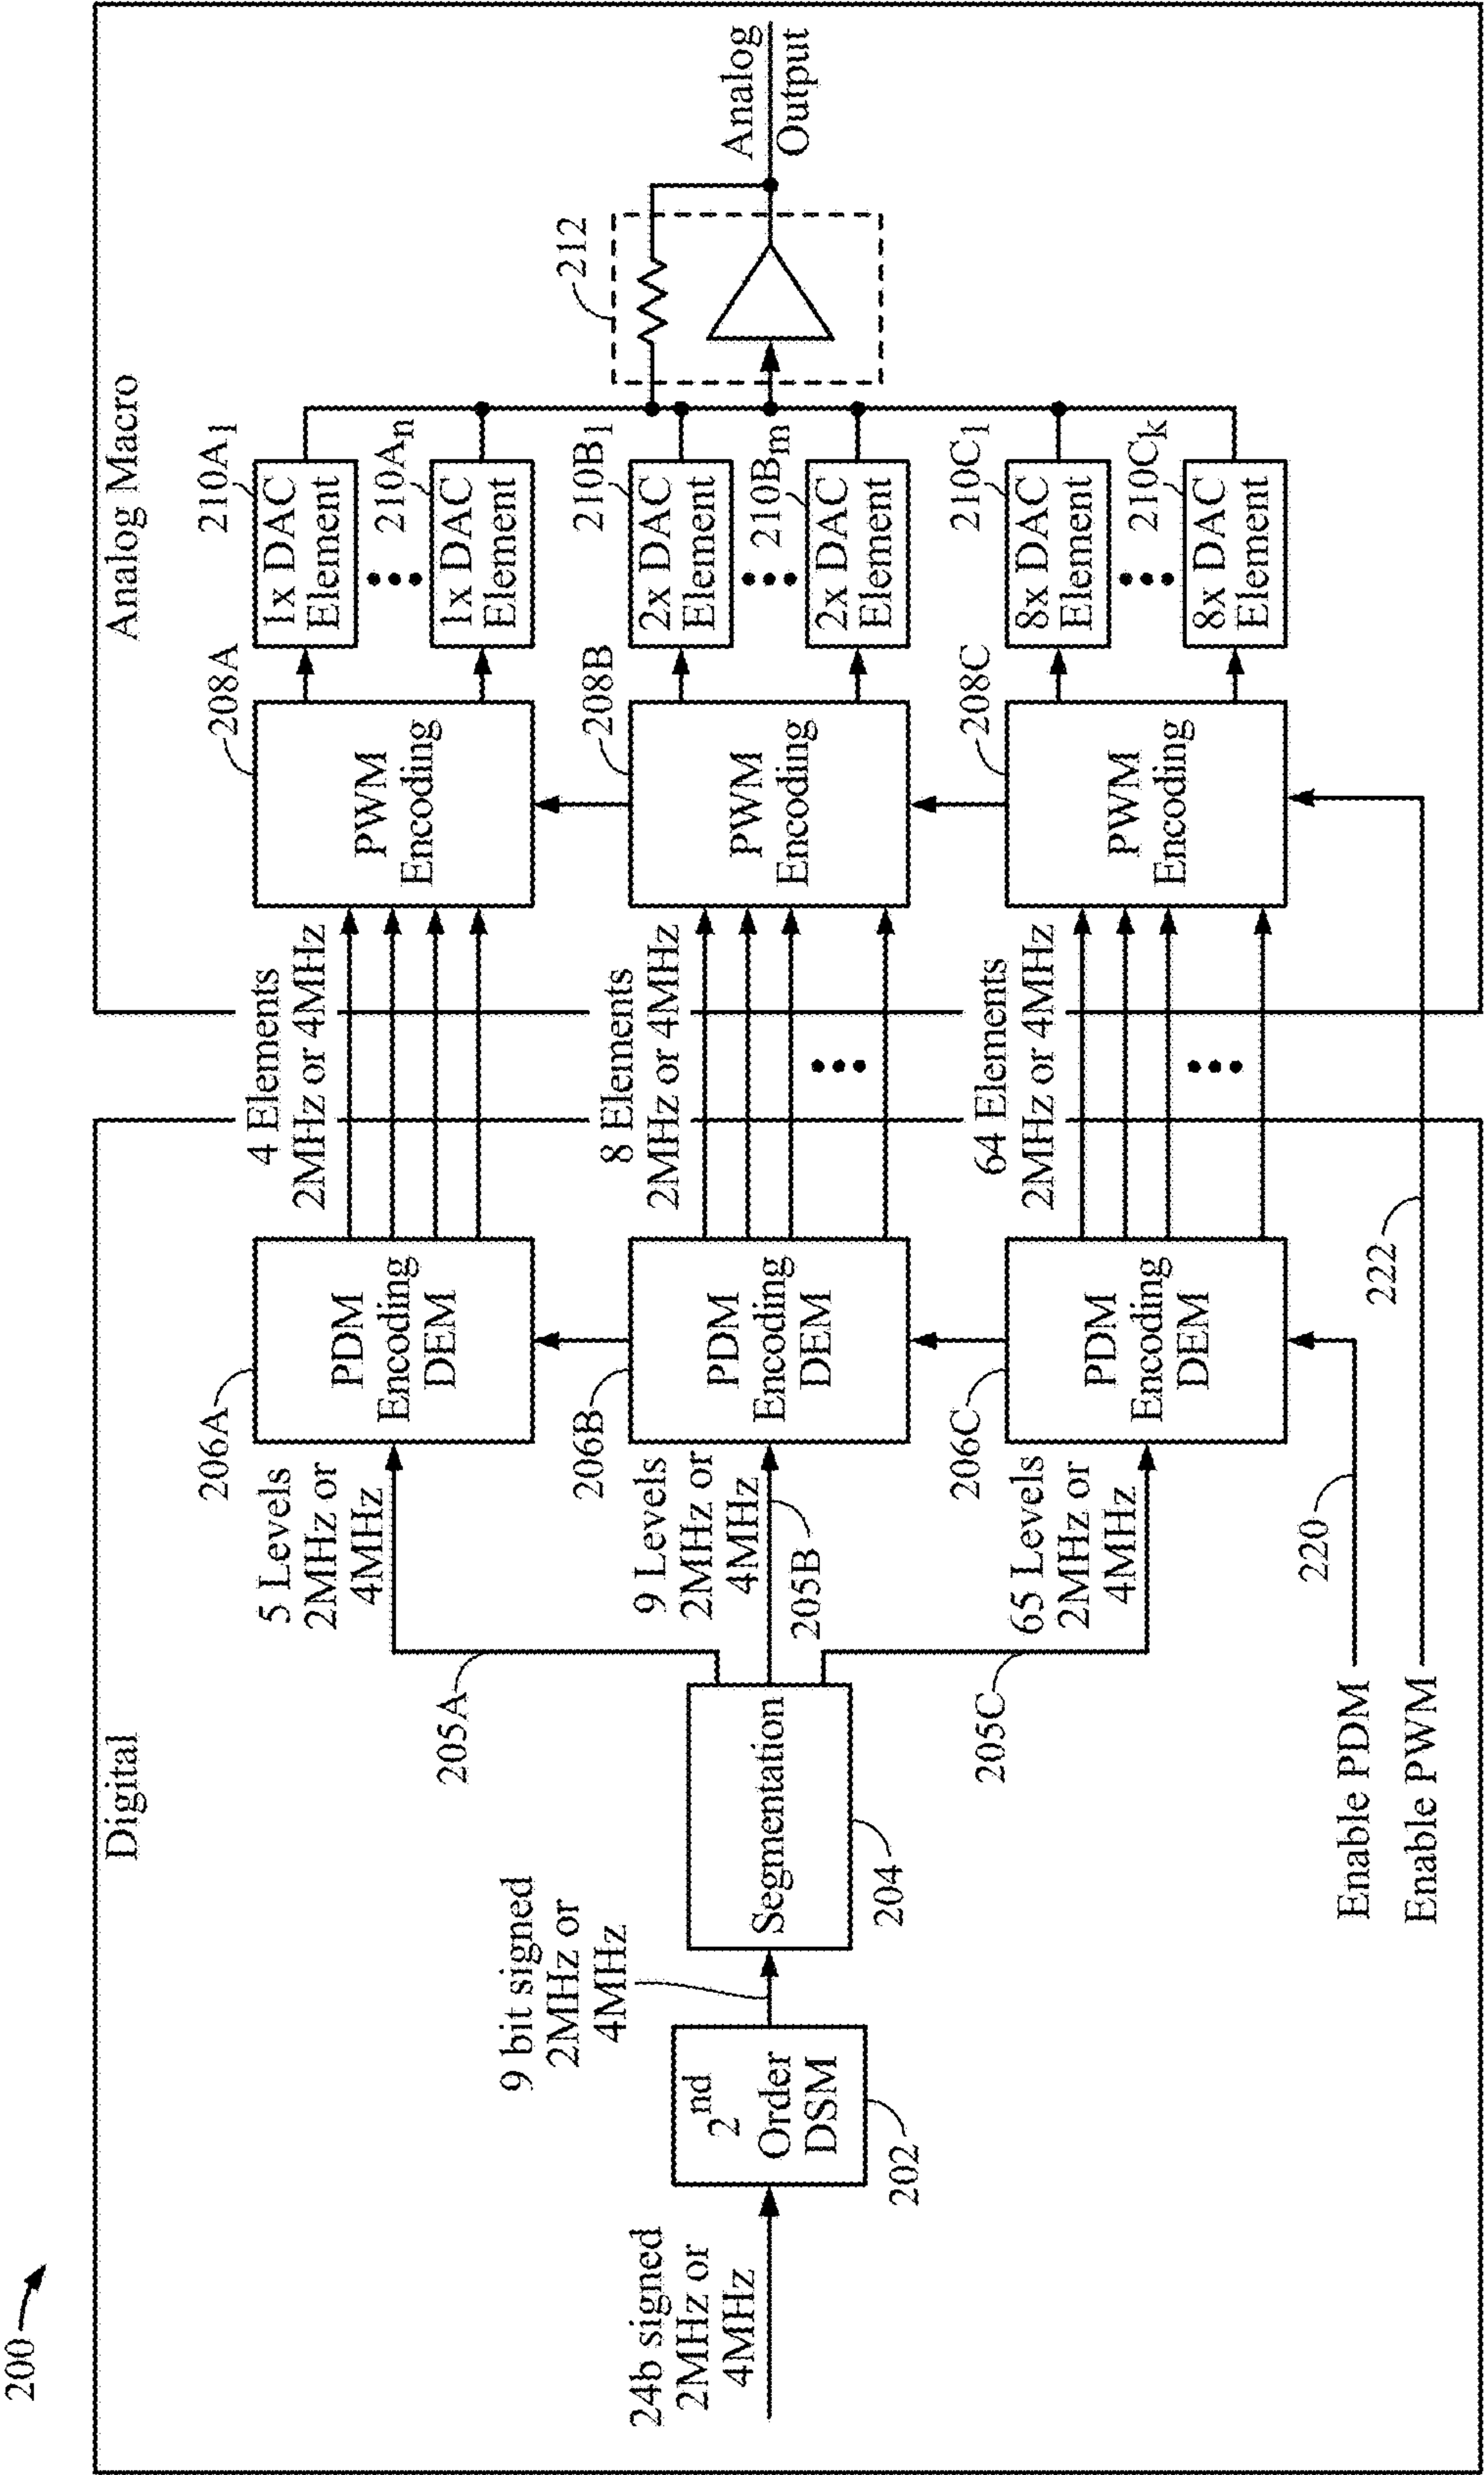 200
Digital
24b signed
2MHz or
4MHz
2nd
Order
DSM
202
9 bit signed
2MHz or
4MHz
Segmentation
204
205A
205B
205C
5 Levels
2MHz or
4MHz
9 Levels
2MHz or
4MHz
65 Levels
2MHz or
4MHz
206A
PDM
Encoding
DEM
206B
PDM
Encoding
DEM
206C
PDM
Encoding
DEM
Enable PDM
220
Enable PWM
222
4 Elements
2MHz or 4MHz
8 Elements
2MHz or 4MHz
64 Elements
2MHz or 4MHz
Analog Macro
208A
PWM
Encoding
208B
PWM
Encoding
208C
PWM
Encoding
210A1
1x DAC
Element
210An
1x DAC
Element
210B1
2x DAC
Element
210Bm
2x DAC
Element
210C1
8x DAC
Element
210Ck
8x DAC
Element
212
Analog
Output